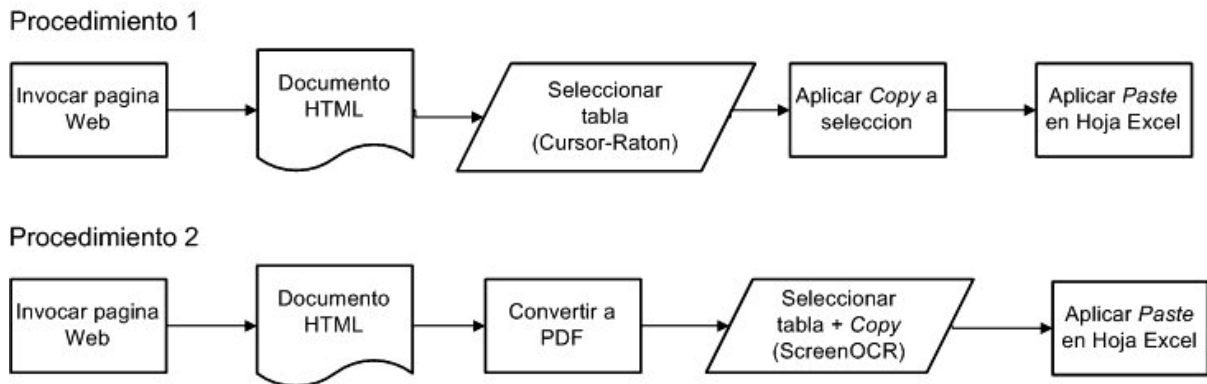 Procedimiento 1
Invocar pagina
Web
Documento
HTML
Seleccionar
tabla
(Cursor-Raton)
Aplicar Copy a
seleccion
Aplicar Paste
en Hoja Excel
Procedimiento 2
Invocar pagina
Web
Documento
HTML
Convertir a
PDF
Seleccionar
tabla + Copy
(ScreenOCR)
Aplicar Paste
en Hoja Excel